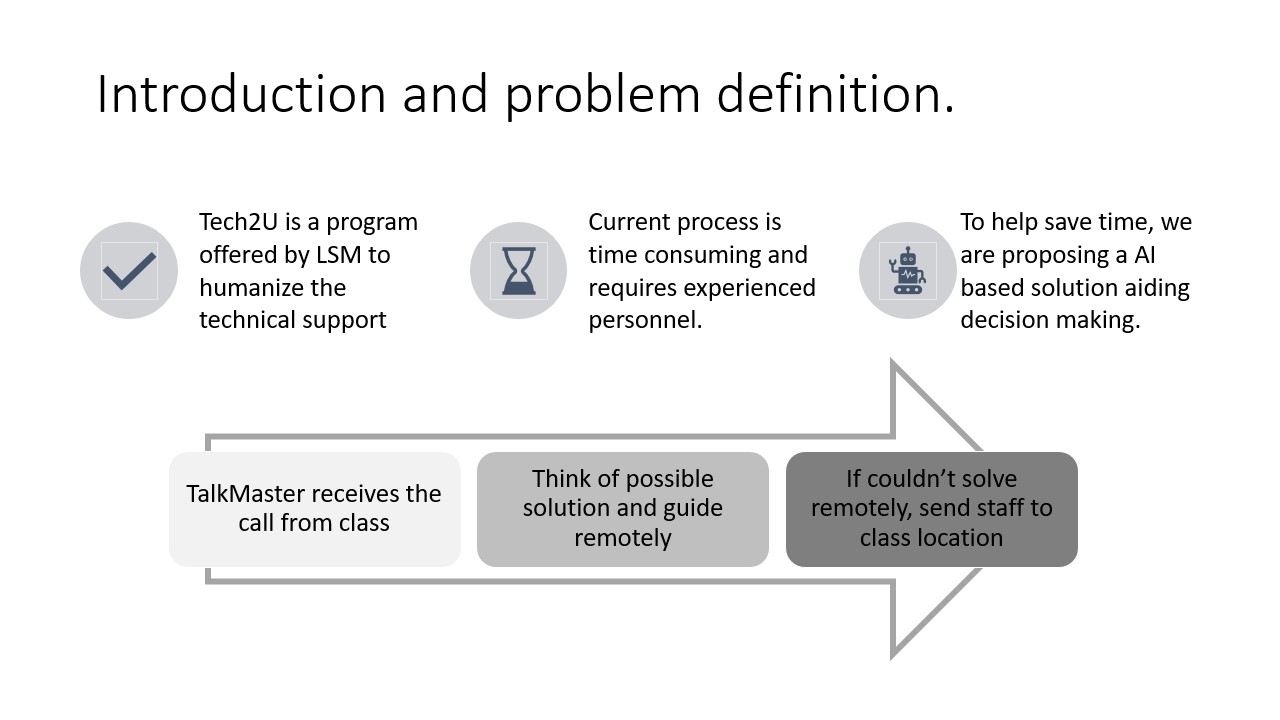 Introduction and problem definition.
Tech2U is a program
offered by LSM to
humanize the
technical support
Current process is
time consuming and
requires experienced
personnel.
To help save time, we
are proposing a AI
based solution aiding
decision making.
TalkMaster receives the
call from class
Think of possible
solution and guide
remotely
If couldn’t solve
remotely, send staff to
class location